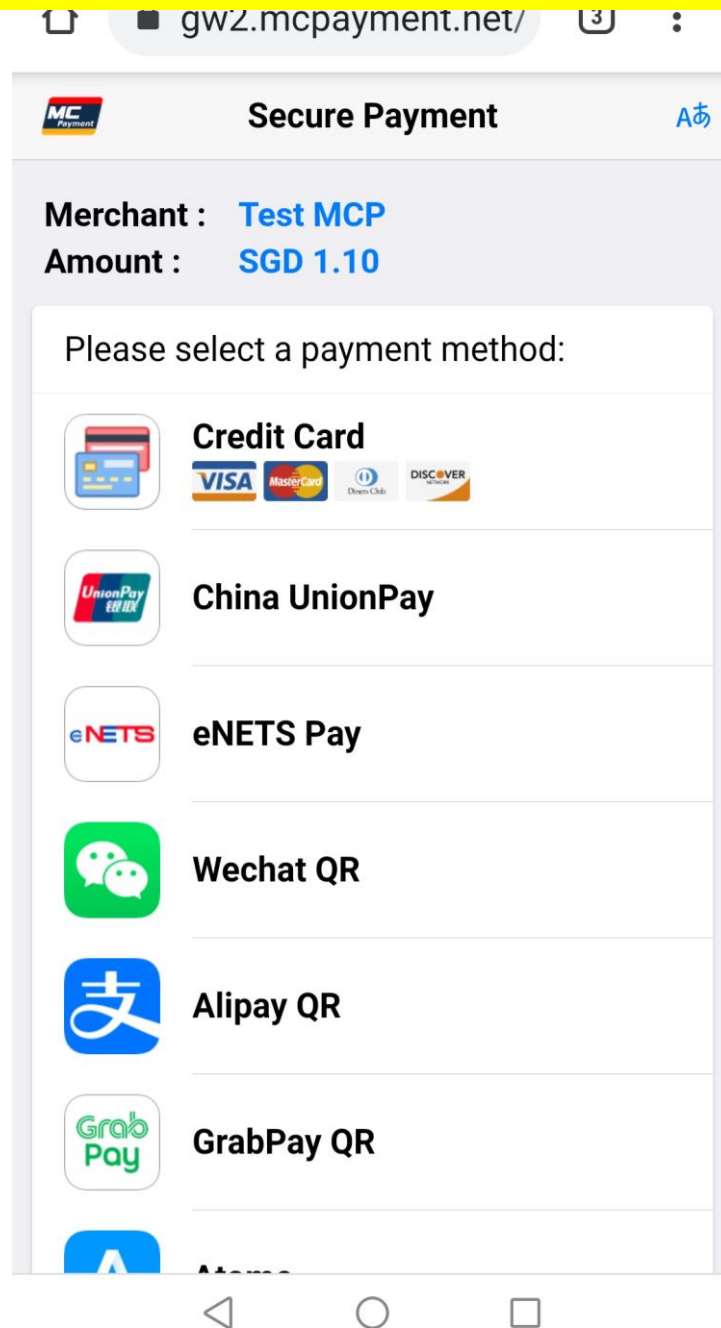 gw2.mcpayment.net/ 3
MC Payment Secure Payment Aあ
Merchant : Test MCP
Amount : SGD 1.10
Please select a payment method:
Credit Card
VISA MasterCard Diners Club DISCOVER NETWORK
UnionPay 银联 China UnionPay
eNETS eNETS Pay
Wechat QR
支 Alipay QR
Grab Pay GrabPay QR